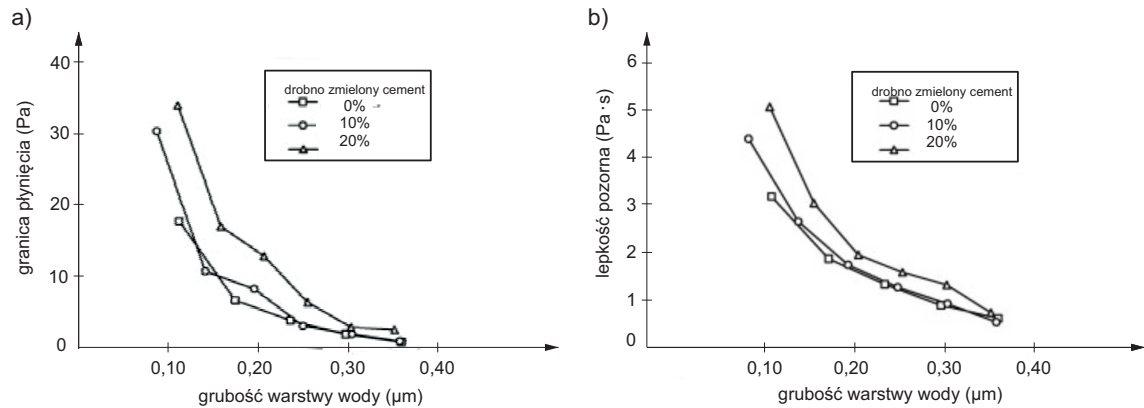 a)
granica płynięcia (Pa)
40
30
20
10
0
drobno zmielony cement
0%
10%
20%
0,10 0,20 0,30 0,40
grubość warstwy wody (μm)
b)
lepkość pozorna (Pa·s)
6
5
4
3
2
1
0
drobno zmielony cement
0%
10%
20%
0,10 0,20 0,30 0,40
grubość warstwy wody (μm)